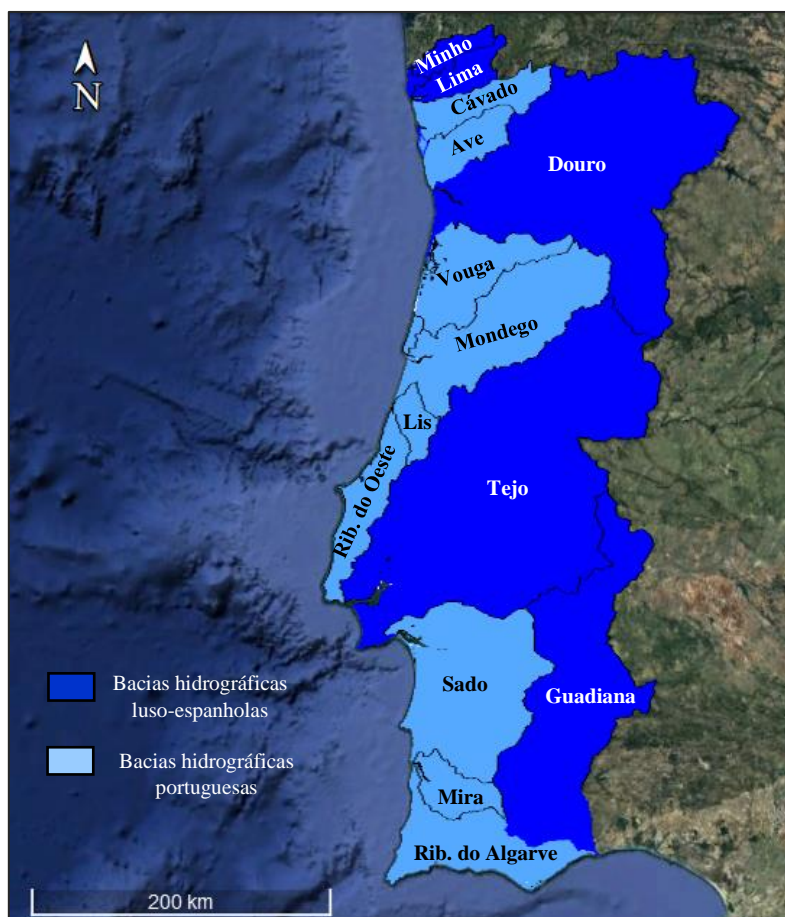 N
Minho
Lima
Cávado
Ave
Douro
Vouga
Mondego
Lis
Rib. do Oeste
Tejo
Sado
Guadiana
Mira
Rib. do Algarve
Bacias hidrográficas
luso-espanholas
Bacias hidrográficas
portuguesas
200 km